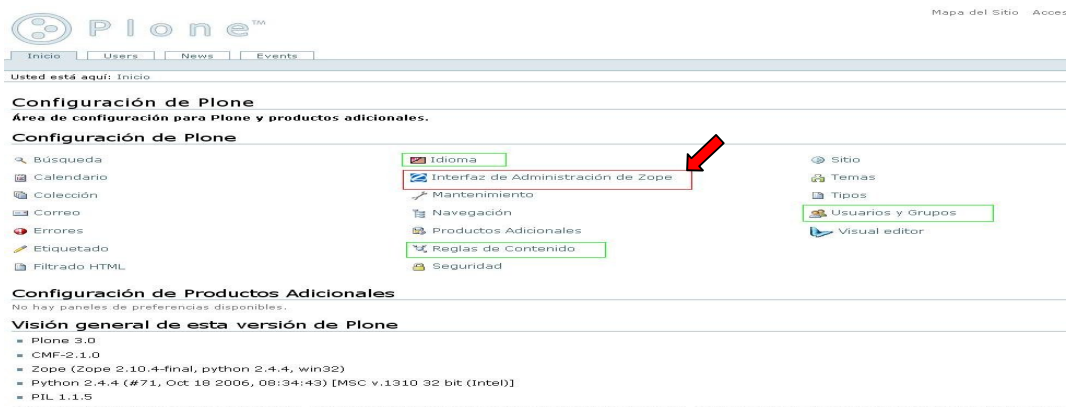 Mapa del Sitio Acces
Plone™
Inicio Users News Events
Usted está aquí: Inicio
Configuración de Plone
Área de configuración para Plone y productos adicionales.
Configuración de Plone
Búsqueda
Calendario
Colección
Correo
Errores
Etiquetado
Filtrado HTML
Idioma
Interfaz de Administración de Zope
Mantenimiento
Navegación
Productos Adicionales
Reglas de Contenido
Seguridad
Sitio
Temas
Tipos
Usuarios y Grupos
Visual editor
Configuración de Productos Adicionales
No hay paneles de preferencias disponibles.
Visión general de esta versión de Plone
Plone 3.0
CMF-2.1.0
Zope (Zope 2.10.4-final, python 2.4.4, win32)
Python 2.4.4 (#71, Oct 18 2006, 08:34:43) [MSC v.1310 32 bit (Intel)]
PIL 1.1.5